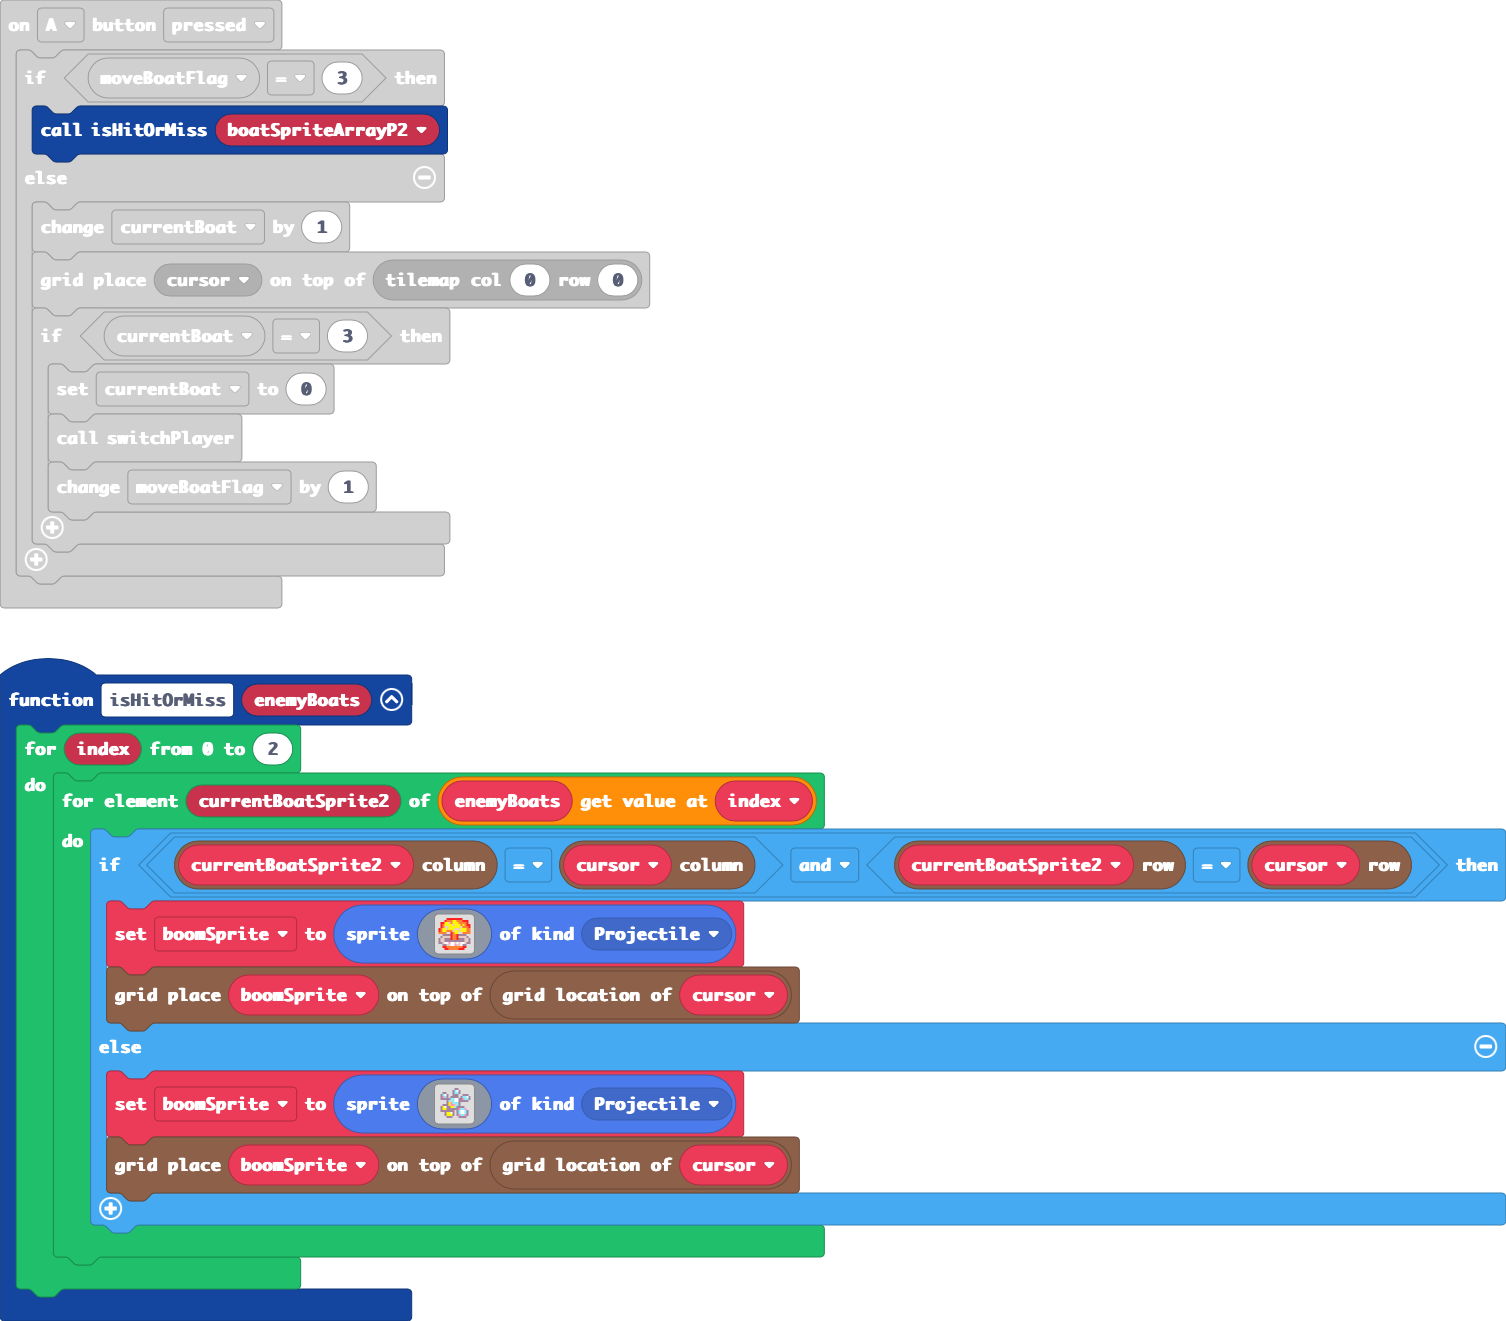 on A button pressed
if moveBoatFlag = 3 then
call isHitOrMiss boatSpriteArrayP2
else
change currentBoat by 1
grid place cursor on top of tilemap col 0 row 0
if currentBoat = 3 then
set currentBoat to 0
call switchPlayer
change moveBoatFlag by 1
function isHitOrMiss enemyBoats
for index from 0 to 2
do
for element currentBoatSprite2 of enemyBoats get value at index
do
if currentBoatSprite2 column = cursor column and currentBoatSprite2 row = cursor row then
set boomSprite to sprite of kind Projectile
grid place boomSprite on top of grid location of cursor
else
set boomSprite to sprite of kind Projectile
grid place boomSprite on top of grid location of cursor